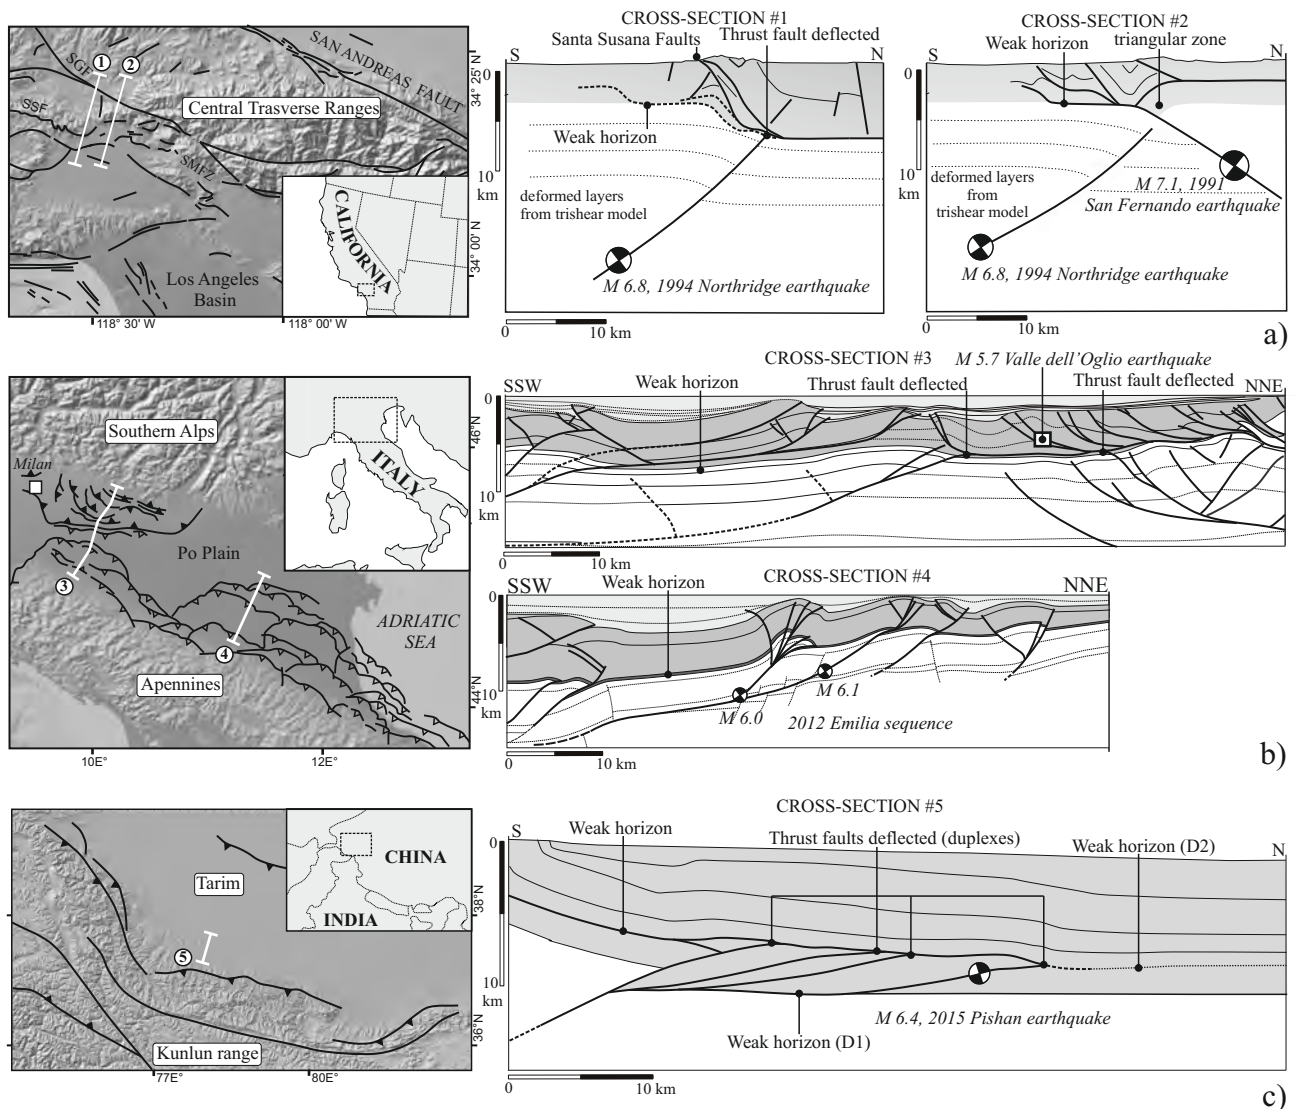 SAN ANDREAS FAULT
SGF
1
2
SSF
Central Trasverse Ranges
SMFZ
CALIFORNIA
Los Angeles
Basin
34° 25' N
34° 00' N
118° 30' W
118° 00' W
CROSS-SECTION #1
Santa Susana Faults
Thrust fault deflected
S
N
0
10
km
Weak horizon
deformed layers
from trishear model
M 6.8, 1994 Northridge earthquake
0
10 km
CROSS-SECTION #2
Weak horizon
triangular zone
S
N
0
10
km
deformed layers
from
trishear model
M 7.1, 1991
San Fernando earthquake
M 6.8, 1994 Northridge earthquake
0
10 km
a)
Southern Alps
Milan
ITALY
Po Plain
3
4
ADRIATIC
SEA
Apennines
46°N
44°N
10E°
12E°
CROSS-SECTION #3
M 5.7 Valle dell'Oglio earthquake
SSW
Weak horizon
Thrust fault deflected
Thrust fault deflected
NNE
0
10
km
0
10 km
CROSS-SECTION #4
SSW
Weak horizon
NNE
0
10
km
M 6.0
M 6.1
2012 Emilia sequence
0
10 km
b)
CHINA
INDIA
Tarim
5
Kunlun range
38°N
36°N
77E°
80E°
CROSS-SECTION #5
S
Weak horizon
Thrust faults deflected (duplexes)
Weak horizon (D2)
N
0
10
km
M 6.4, 2015 Pishan earthquake
Weak horizon (D1)
0
10 km
c)